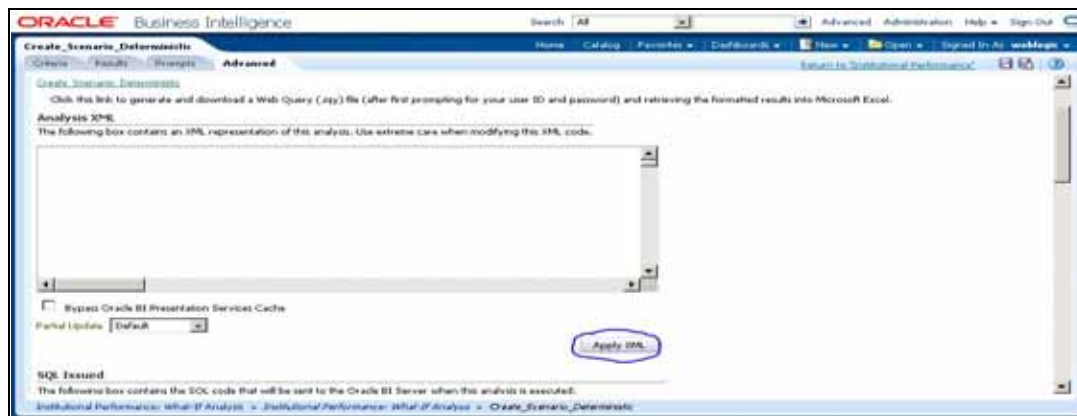 ORACLE Business Intelligence Search All Advanced Administration Help Sign Out
Create_Scenario_Deterministic Home Catalog Favorites Dashboards New Open Signed In As weblogic
Criteria Results Prompts Advanced Return to "Institutional Performance"
Create_Scenario_Deterministic
Click this link to generate and download a Web Query (.iqy) file (after first prompting for your user ID and password) and retrieving the formatted results into Microsoft Excel.
Analysis XML
The following box contains an XML representation of this analysis. Use extreme care when modifying this XML code.
Bypass Oracle BI Presentation Services Cache
Partial Update Default
Apply XML
SQL Issued
The following box contains the SQL code that will be sent to the Oracle BI Server when this analysis is executed:
Institutional Performance: What-If Analysis > Institutional Performance: What-If Analysis > Create_Scenario_Deterministic